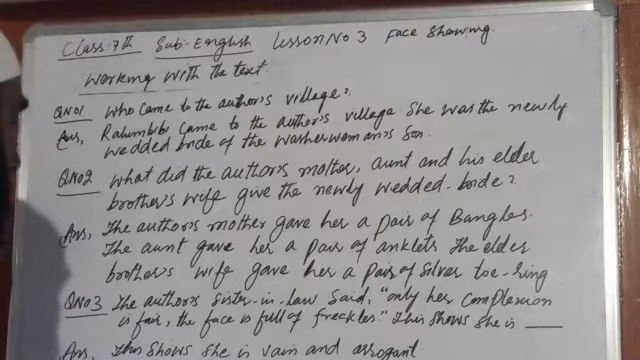 Class-7th Sub-English Lesson No 3 Face Showing.
Working with the text.
QNo1 Who came to the author's village?
Ans, Rahimbibi came to the author's village. She was the newly
wedded bride of the washerwoman's son.
QNo2 What did the author's mother, aunt and his elder
brother's wife give the newly wedded-bride?
Ans, The author's mother gave her a pair of Bangles.
The aunt gave her a pair of anklets The elder
brother's wife gave her a pair of silver toe-ring
QNo3 The author's sister-in-law said, "only her complexion
is fair, the face is full of freckles." This shows she is ____
Ans, This shows she is vain and arrogant